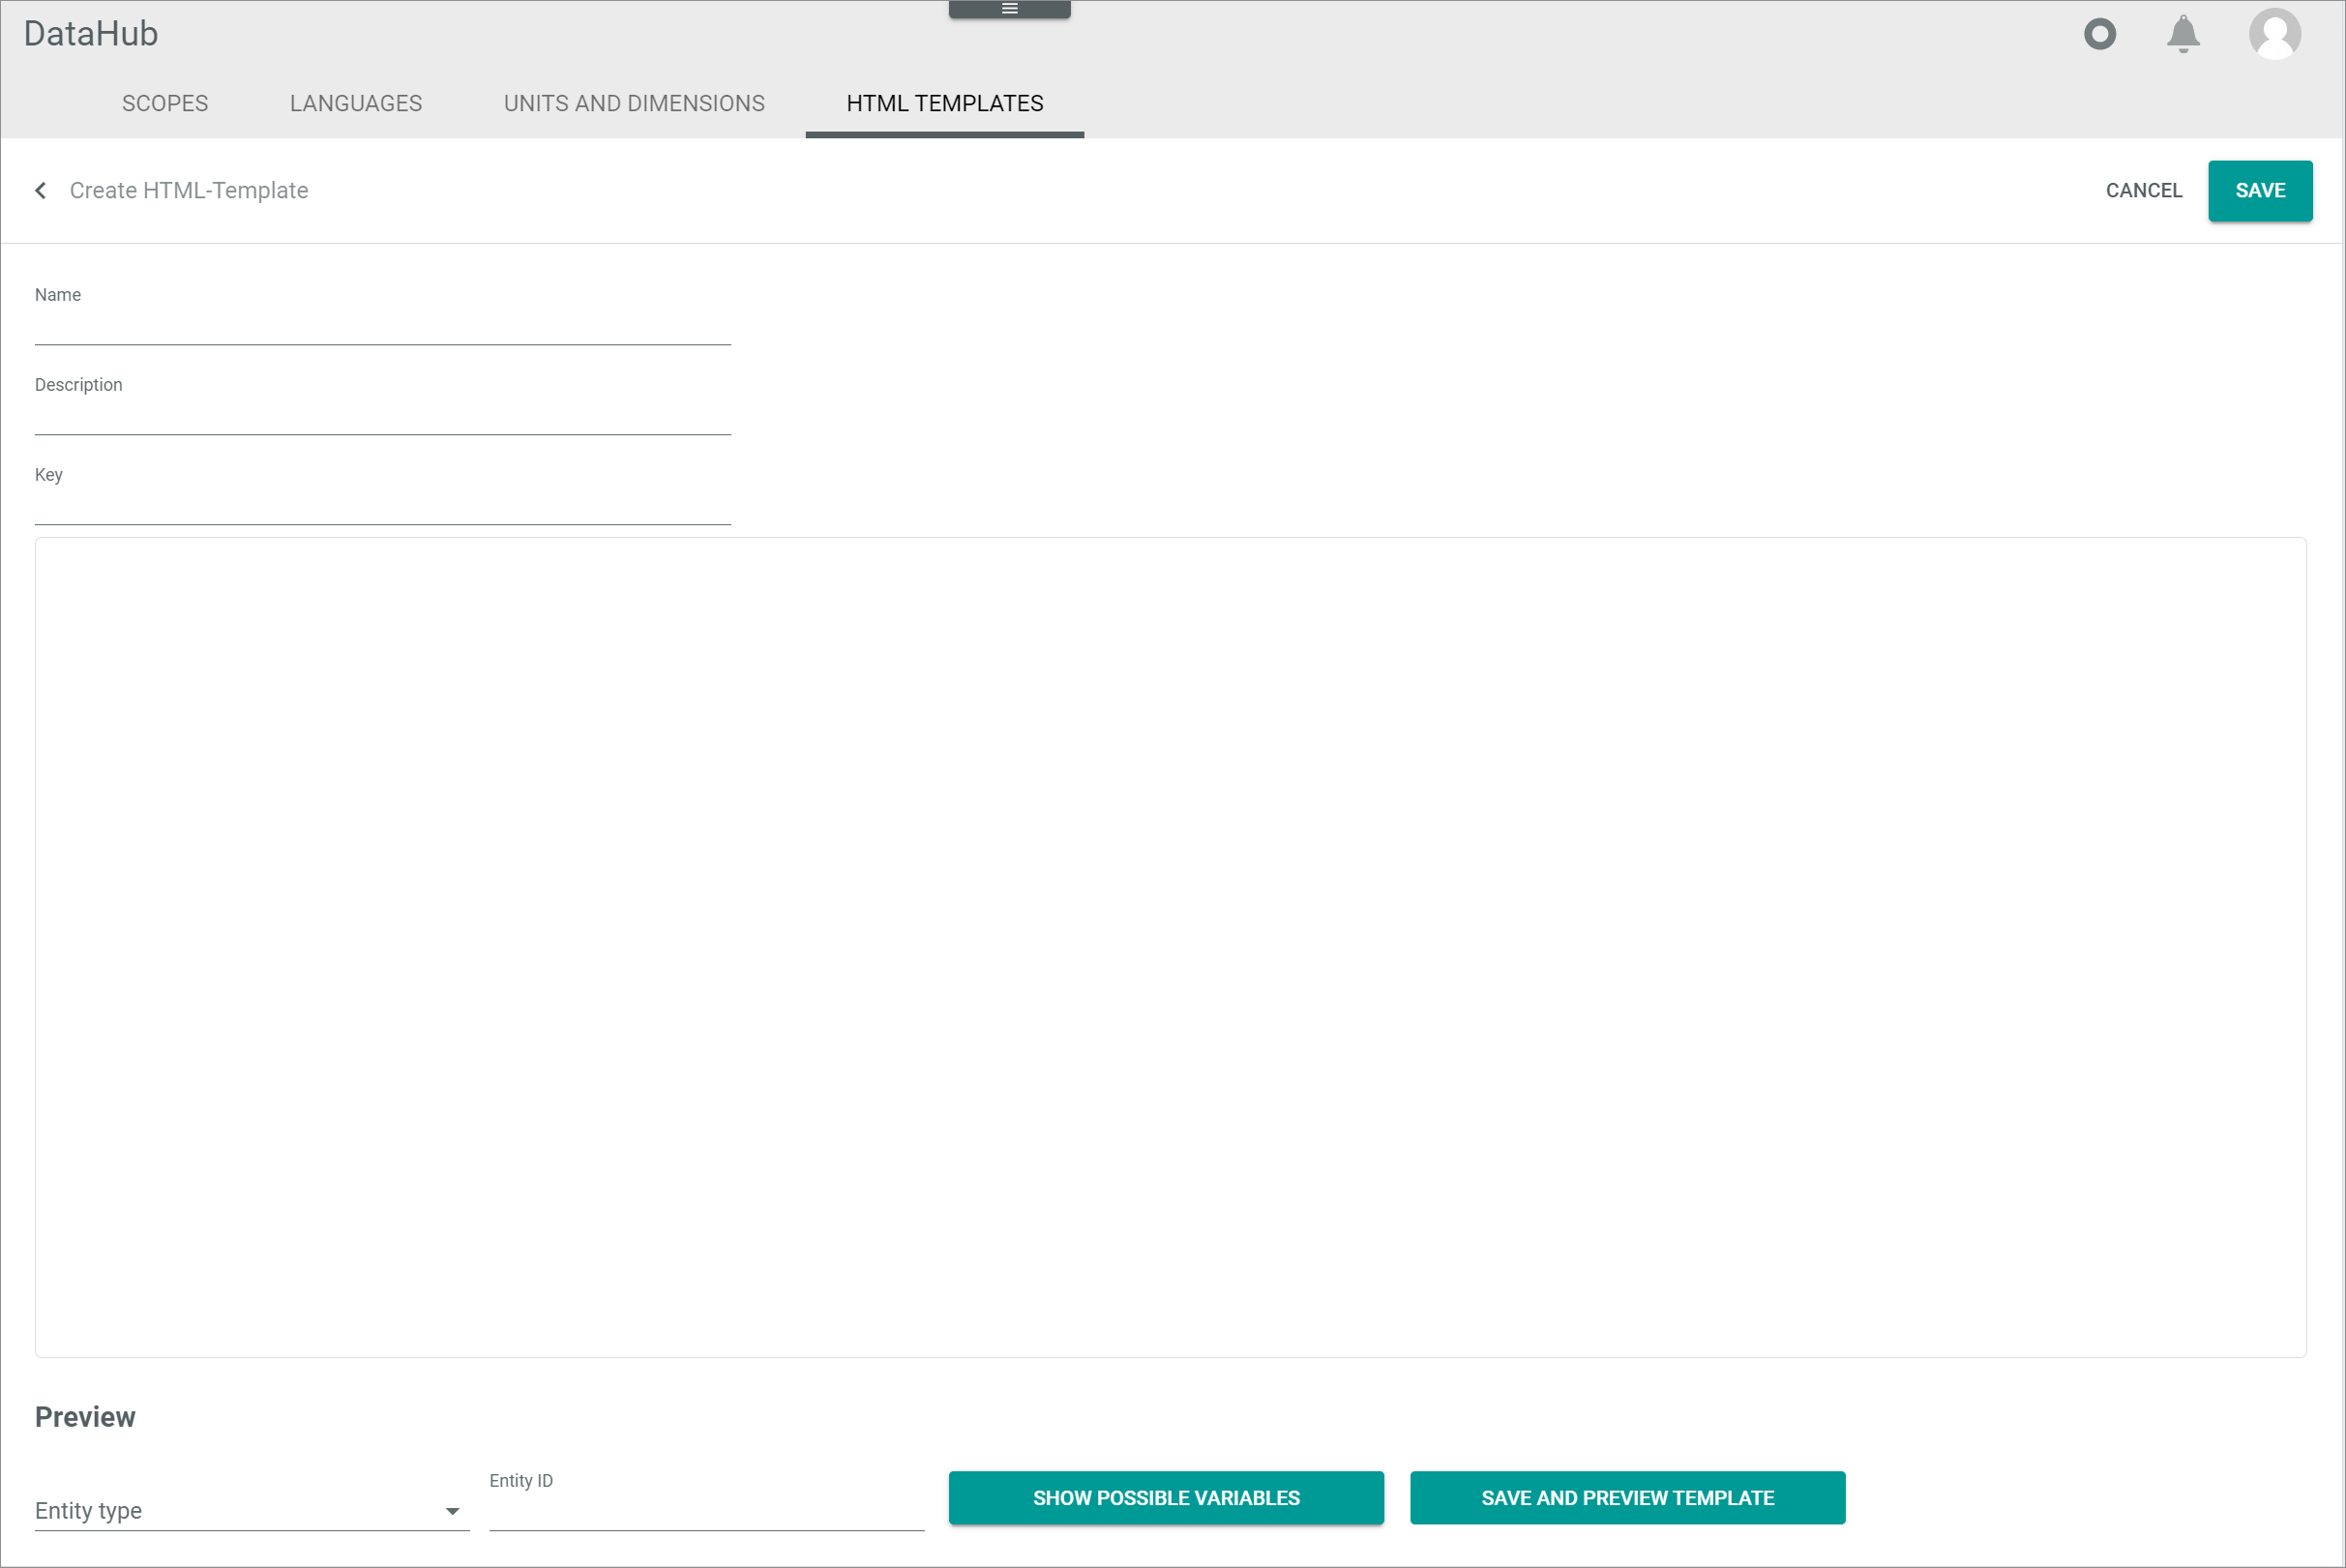 DataHub
SCOPES LANGUAGES UNITS AND DIMENSIONS HTML TEMPLATES
Create HTML-Template CANCEL SAVE
Name
Description
Key
Preview
Entity type Entity ID SHOW POSSIBLE VARIABLES SAVE AND PREVIEW TEMPLATE